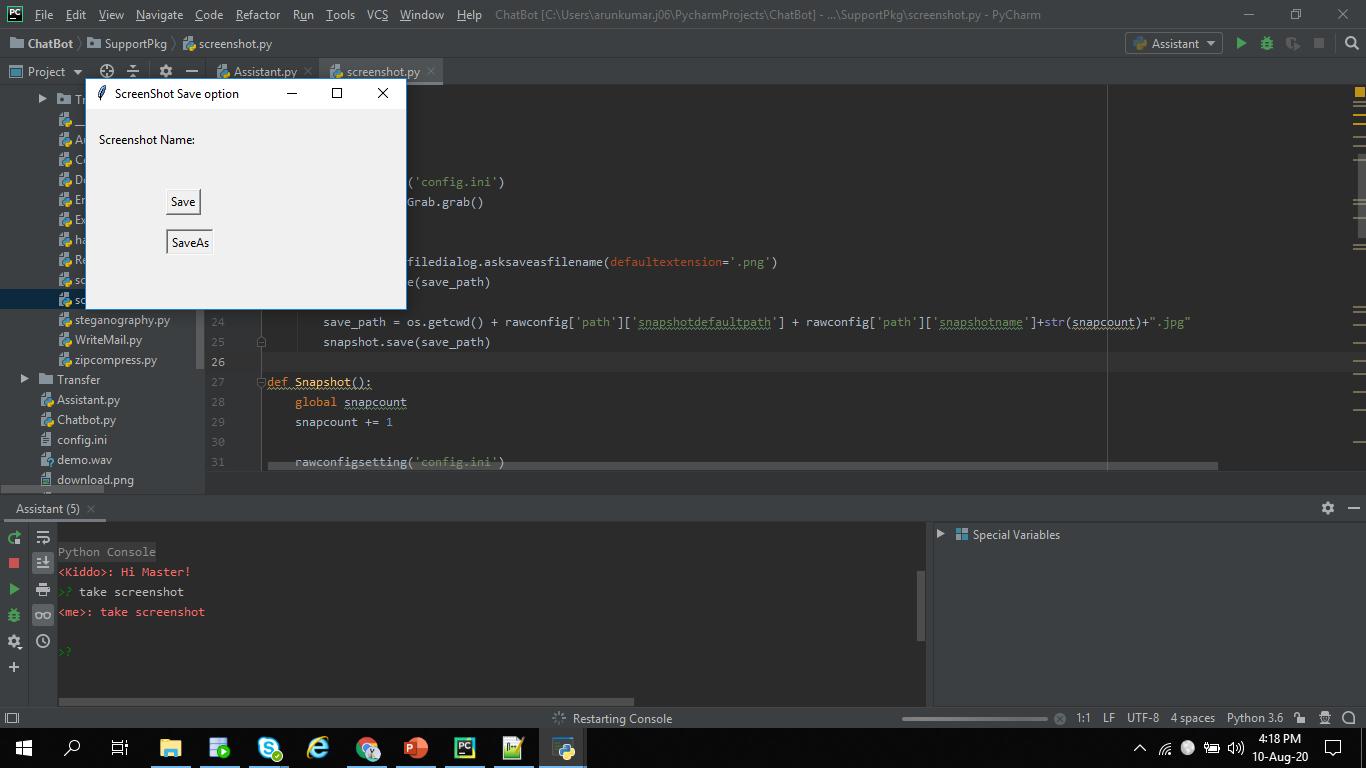 File Edit View Navigate Code Refactor Run Tools VCS Window Help ChatBot [C:\Users\arunkumar.j06\PycharmProjects\ChatBot] - ...\SupportPkg\screenshot.py - PyCharm
ChatBot SupportPkg screenshot.py Assistant
Project Assistant.py screenshot.py
ScreenShot Save option
Screenshot Name:
Save
SaveAs
('config.ini')
Grab.grab()
filedialog.asksaveasfilename(defaultextension='.png')
e(save_path)
24 save_path = os.getcwd() + rawconfig['path']['snapshotdefaultpath'] + rawconfig['path']['snapshotname']+str(snapcount)+".jpg"
25 snapshot.save(save_path)
26
27 def Snapshot():
28 global snapcount
29 snapcount += 1
30
31 rawconfigsetting('config.ini')
Tr
__
Au
Co
Do
En
Ex
ha
Re
sc
sc
steganography.py
WriteMail.py
zipcompress.py
Transfer
Assistant.py
Chatbot.py
config.ini
demo.wav
download.png
Assistant (5)
Python Console
<Kiddo>: Hi Master!
>? take screenshot
<me>: take screenshot
>?
Special Variables
Restarting Console 1:1 LF UTF-8 4 spaces Python 3.6
4:18 PM
10-Aug-20